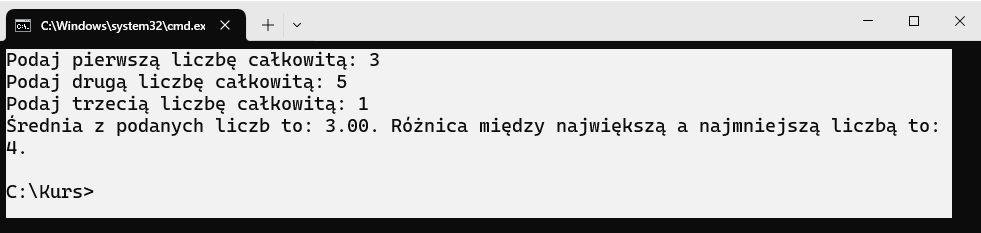 C:\Windows\system32\cmd.ex
Podaj pierwszą liczbę całkowitą: 3
Podaj drugą liczbę całkowitą: 5
Podaj trzecią liczbę całkowitą: 1
Średnia z podanych liczb to: 3.00. Różnica między największą a najmniejszą liczbą to:
4.
C:\Kurs>